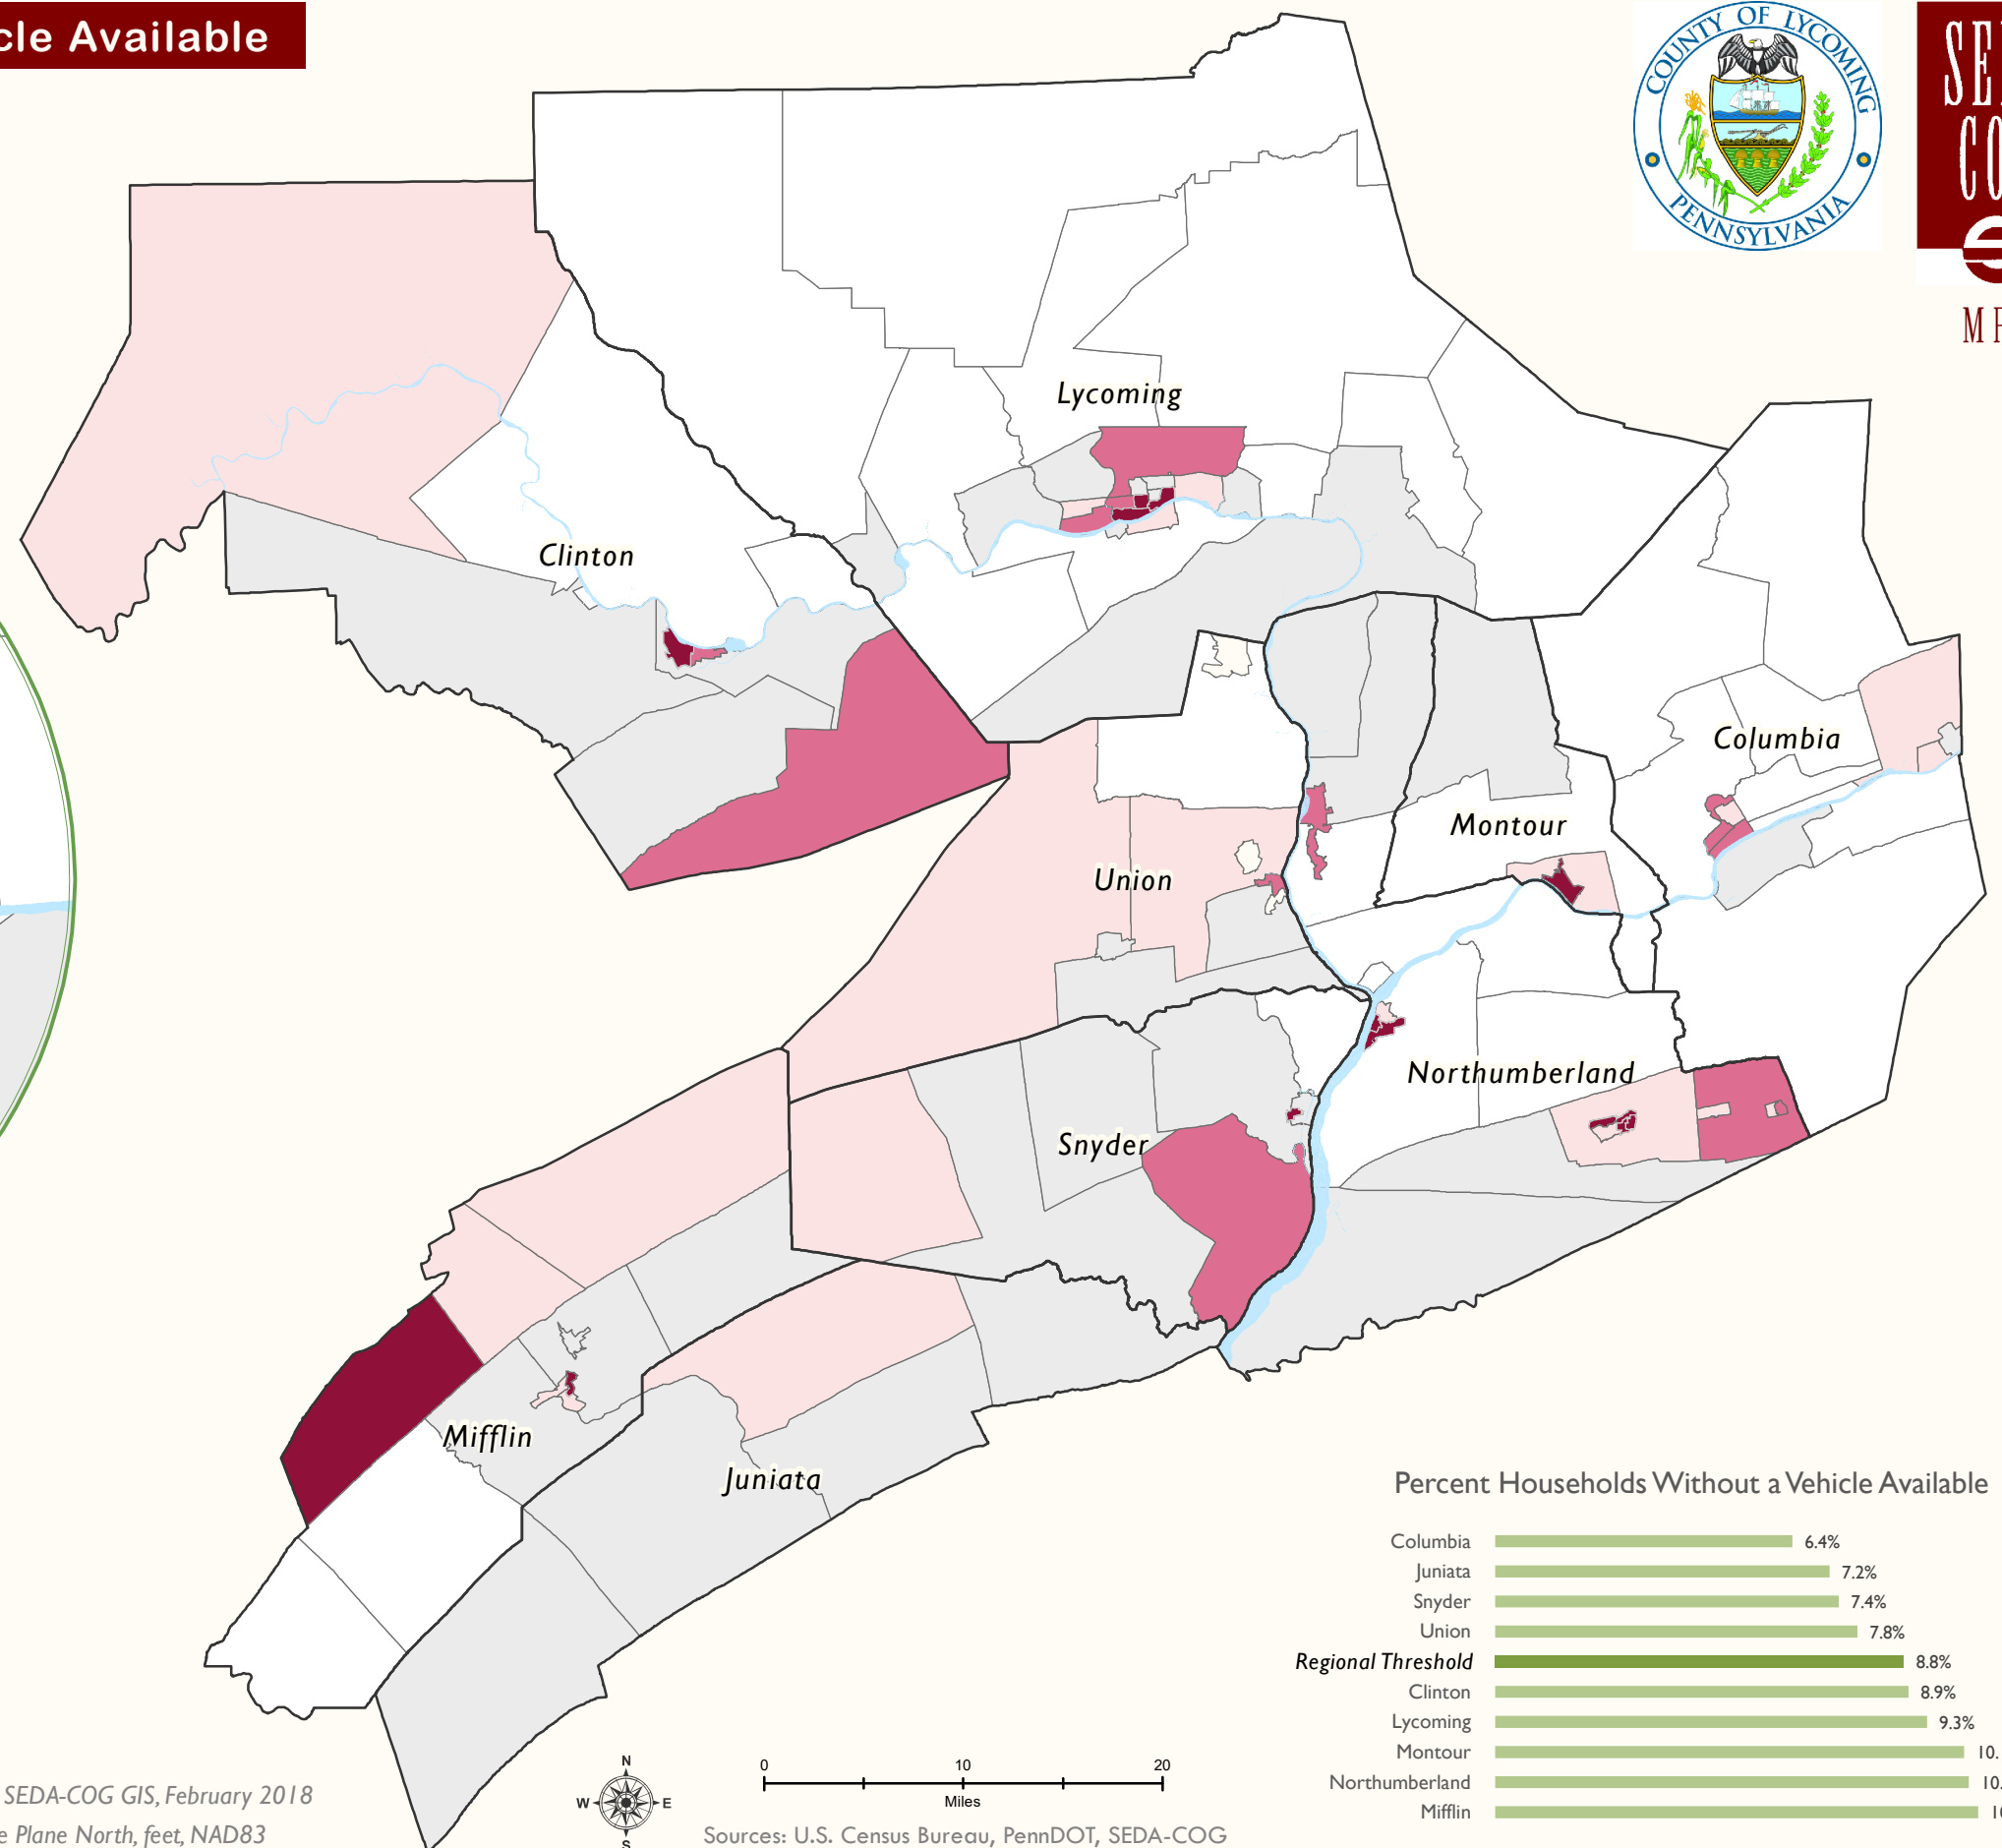 Available
COUNTY OF LYCOMING
PENNSYLVANIA
Lycoming
Clinton
Columbia
Montour
Union
Northumberland
Snyder
Mifflin
Juniata
Percent Households Without a Vehicle Available
Columbia 6.4%
Juniata 7.2%
Snyder 7.4%
Union 7.8%
Regional Threshold 8.8%
Clinton 8.9%
Lycoming 9.3%
Montour 10.
Northumberland 10.
Mifflin
N
W E
S
0 10 20
Miles
SEDA-COG GIS, February 2018
Plane North, feet, NAD83
Sources: U.S. Census Bureau, PennDOT, SEDA-COG